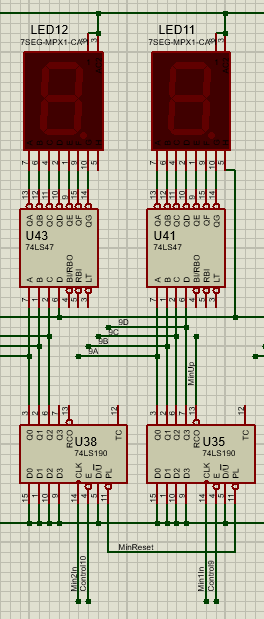 LED12 LED11
7SEG-MPX1-CA 7SEG-MPX1-CA
3 3
7 6 4 2 1 9 10 5 7 6 4 2 1 9 10 5
13 12 11 10 9 15 14 13 12 11 10 9 15 14
QA QB QC QD QE QF QG QA QB QC QD QE QF QG
U43 U41
74LS47 74LS47
A B C D BI/RBO RBI LT A B C D BI/RBO RBI LT
7 1 2 6 4 5 3 7 1 2 6 4 5 3
9D
9C
9B
9A
MinUp
3 2 6 7 13 12 3 2 6 7 13 12
Q0 Q1 Q2 Q3 RCO TC Q0 Q1 Q2 Q3 RCO TC
U38 U35
74LS190 74LS190
D0 D1 D2 D3 CLK E D/U PL D0 D1 D2 D3 CLK E D/U PL
15 1 10 9 14 4 5 11 15 1 10 9 14 4 5 11
MinReset
Min2In Control10 Min1In Control9